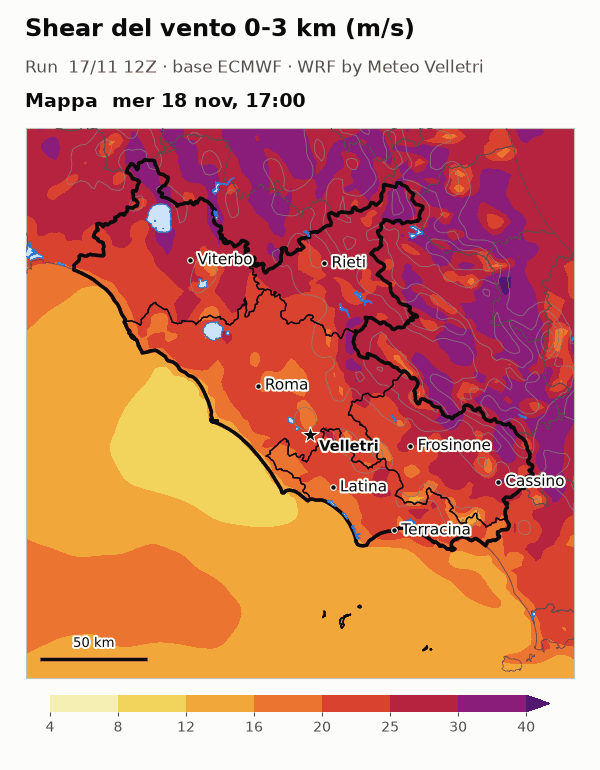 Shear del vento 0-3 km (m/s)
Run  17/11 12Z · base ECMWF · WRF by Meteo Velletri
Mappa  mer 18 nov, 17:00
Viterbo
Rieti
Roma
Velletri
Frosinone
Cassino
Latina
Terracina
50 km
4 8 12 16 20 25 30 40